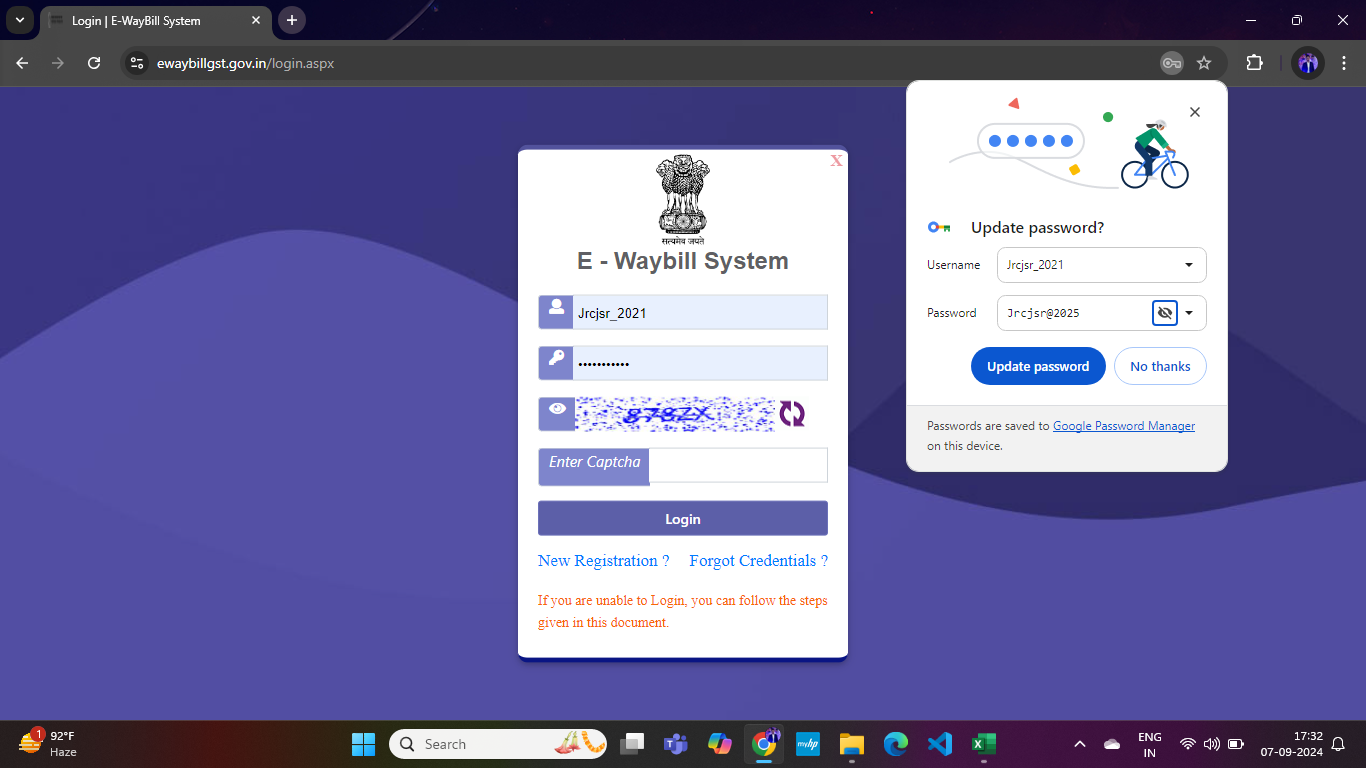 Login | E-WayBill System
ewaybillgst.gov.in/login.aspx
सत्यमेव जयते
X
E - Waybill System
Jrcjsr_2021
•••••••••••
8782X
Enter Captcha
Login
New Registration ? Forgot Credentials ?
If you are unable to Login, you can follow the steps
given in this document.
Update password?
Username Jrcjsr_2021
Password Jrcjsr@2025
Update password No thanks
Passwords are saved to Google Password Manager
on this device.
1
92°F
Haze
Search
myhp
ENG
IN
17:32
07-09-2024